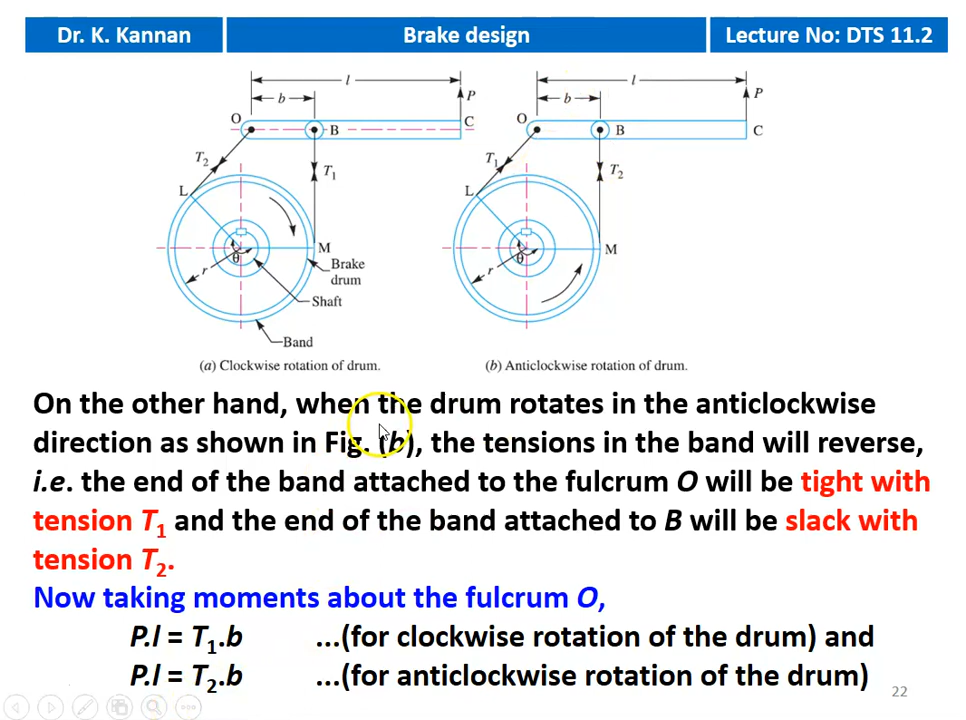 Dr. K. Kannan
Brake design
Lecture No: DTS 11.2
l
b
P
O
B
C
T2
T1
L
M
θ
r
Brake
drum
Shaft
Band
(a) Clockwise rotation of drum.
l
b
P
O
B
C
T1
T2
L
M
θ
r
(b) Anticlockwise rotation of drum.
On the other hand, when the drum rotates in the anticlockwise
direction as shown in Fig. (b), the tensions in the band will reverse,
i.e. the end of the band attached to the fulcrum O will be tight with
tension T1 and the end of the band attached to B will be slack with
tension T2.
Now taking moments about the fulcrum O,
P.l = T1.b ...(for clockwise rotation of the drum) and
P.l = T2.b ...(for anticlockwise rotation of the drum)
22